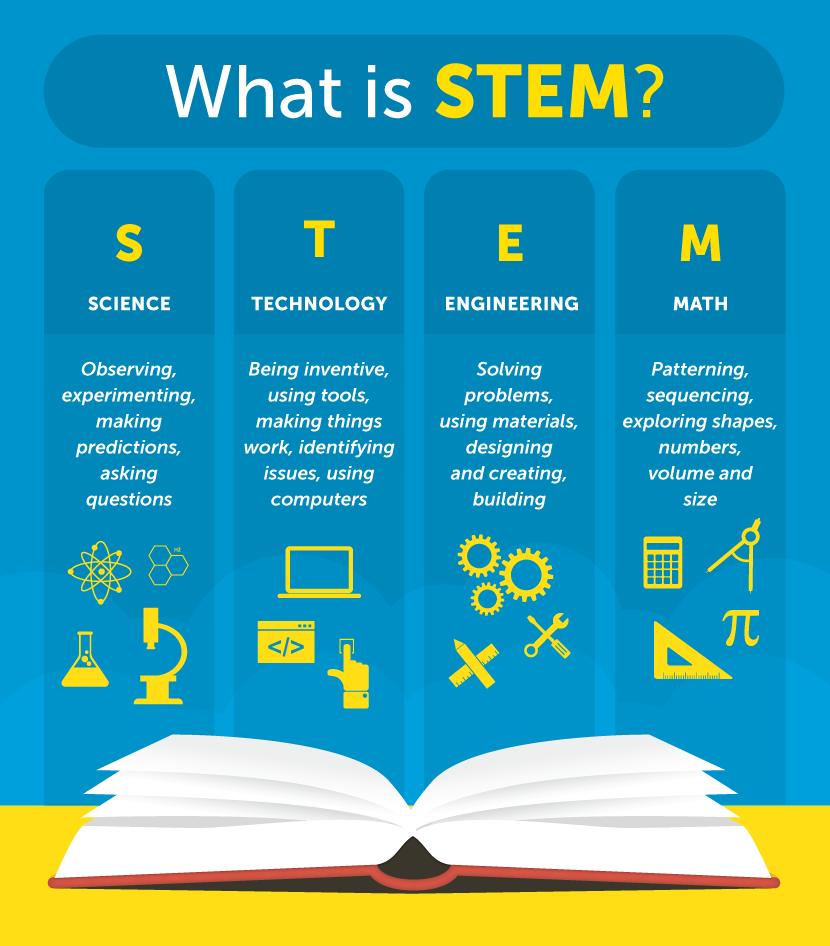 What is STEM?
S
SCIENCE
Observing,
experimenting,
making
predictions,
asking
questions
H2
T
TECHNOLOGY
Being inventive,
using tools,
making things
work, identifying
issues, using
computers
</>
E
ENGINEERING
Solving
problems,
using materials,
designing
and creating,
building
M
MATH
Patterning,
sequencing,
exploring shapes,
numbers,
volume and
size
π